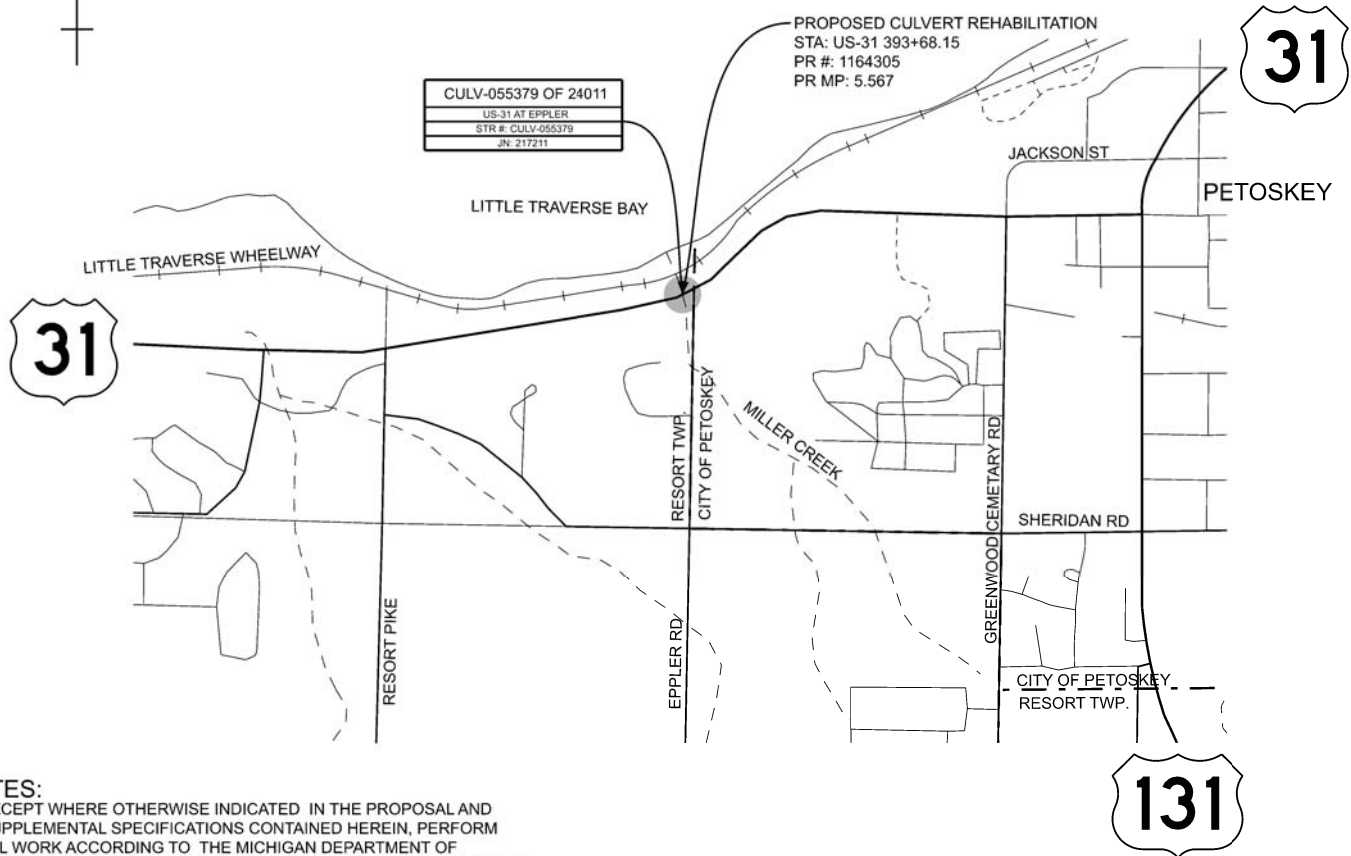 PROPOSED CULVERT REHABILITATION
STA: US-31 393+68.15
PR #: 1164305
PR MP: 5.567
31
CULV-055379 OF 24011
US-31 AT EPPLER
STR #: CULV-055379
JN: 217211
JACKSON ST
PETOSKEY
LITTLE TRAVERSE BAY
LITTLE TRAVERSE WHEELWAY
31
RESORT TWP.
CITY OF PETOSKEY
MILLER CREEK
GREENWOOD CEMETARY RD
SHERIDAN RD
RESORT PIKE
EPPLER RD
CITY OF PETOSKEY
RESORT TWP.
131
TES:
CEPT WHERE OTHERWISE INDICATED IN THE PROPOSAL AND
UPPLEMENTAL SPECIFICATIONS CONTAINED HEREIN, PERFORM
L WORK ACCORDING TO THE MICHIGAN DEPARTMENT OF